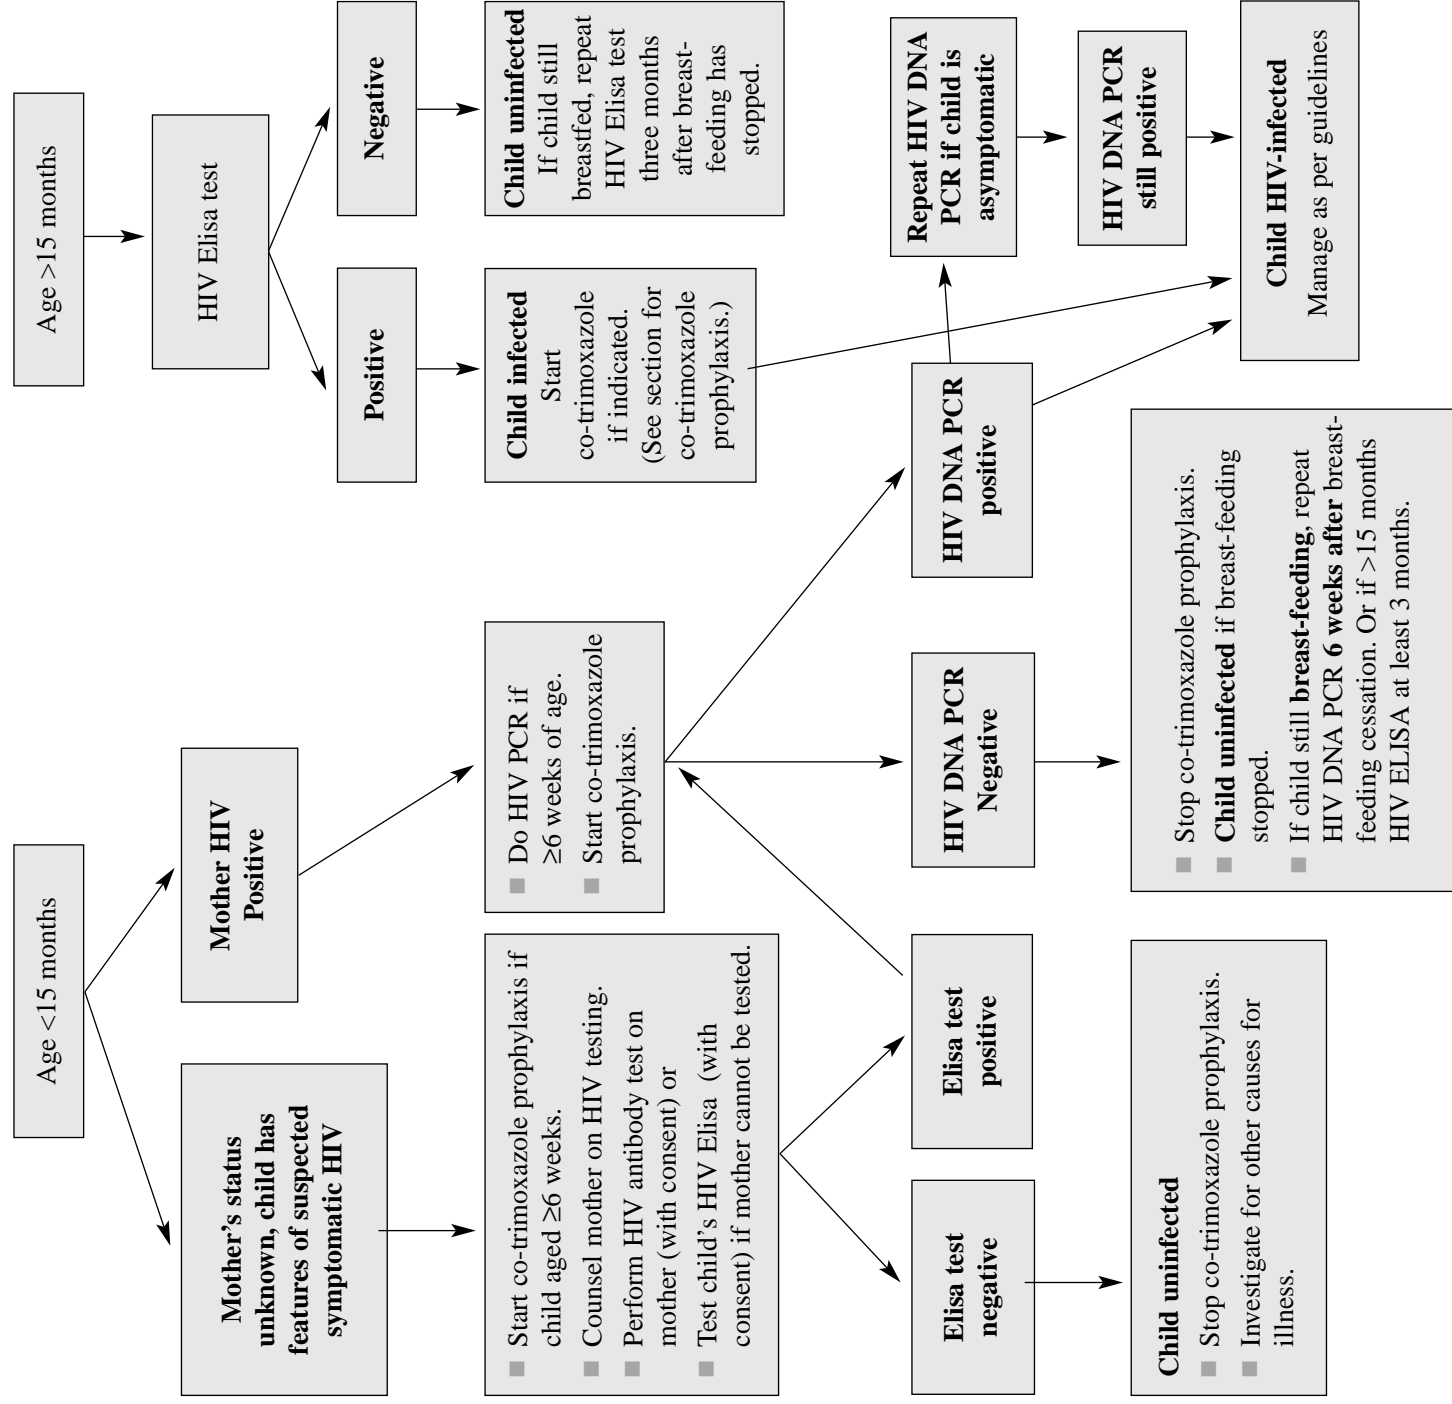 Age <15 months
Mother's status
unknown, child has
features of suspected
symptomatic HIV
Mother HIV
Positive
■ Start co-trimoxazole prophylaxis if
child aged ≥6 weeks.
■ Counsel mother on HIV testing.
■ Perform HIV antibody test on
mother (with consent) or
■ Test child's HIV Elisa (with
consent) if mother cannot be tested.
■ Do HIV PCR if
≥6 weeks of age.
■ Start co-trimoxazole
prophylaxis.
Elisa test
negative
Elisa test
positive
HIV DNA PCR
Negative
HIV DNA PCR
positive
Repeat HIV DNA
PCR if child is
asymptomatic
HIV DNA PCR
still positive
Child uninfected
■ Stop co-trimoxazole prophylaxis.
■ Investigate for other causes for
illness.
■ Stop co-trimoxazole prophylaxis.
■ Child uninfected if breast-feeding
stopped.
■ If child still breast-feeding, repeat
HIV DNA PCR 6 weeks after breast-
feeding cessation. Or if >15 months
HIV ELISA at least 3 months.
Child HIV-infected
Manage as per guidelines
Age >15 months
HIV Elisa test
Positive
Negative
Child infected
Start
co-trimoxazole
if indicated.
(See section for
co-trimoxazole
prophylaxis.)
Child uninfected
If child still
breastfed, repeat
HIV Elisa test
three months
after breast-
feeding has
stopped.